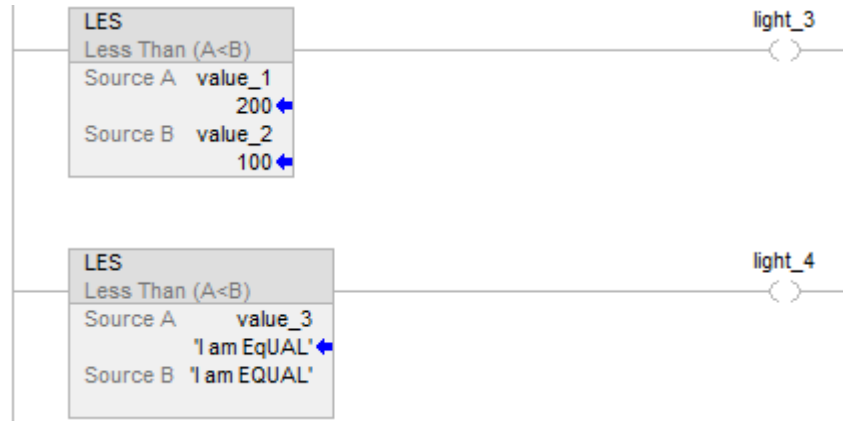 LES
light_3
Less Than (A<B)
Source A value_1
200
Source B value_2
100
LES
light_4
Less Than (A<B)
Source A value_3
'I am EqUAL'
Source B 'I am EQUAL'